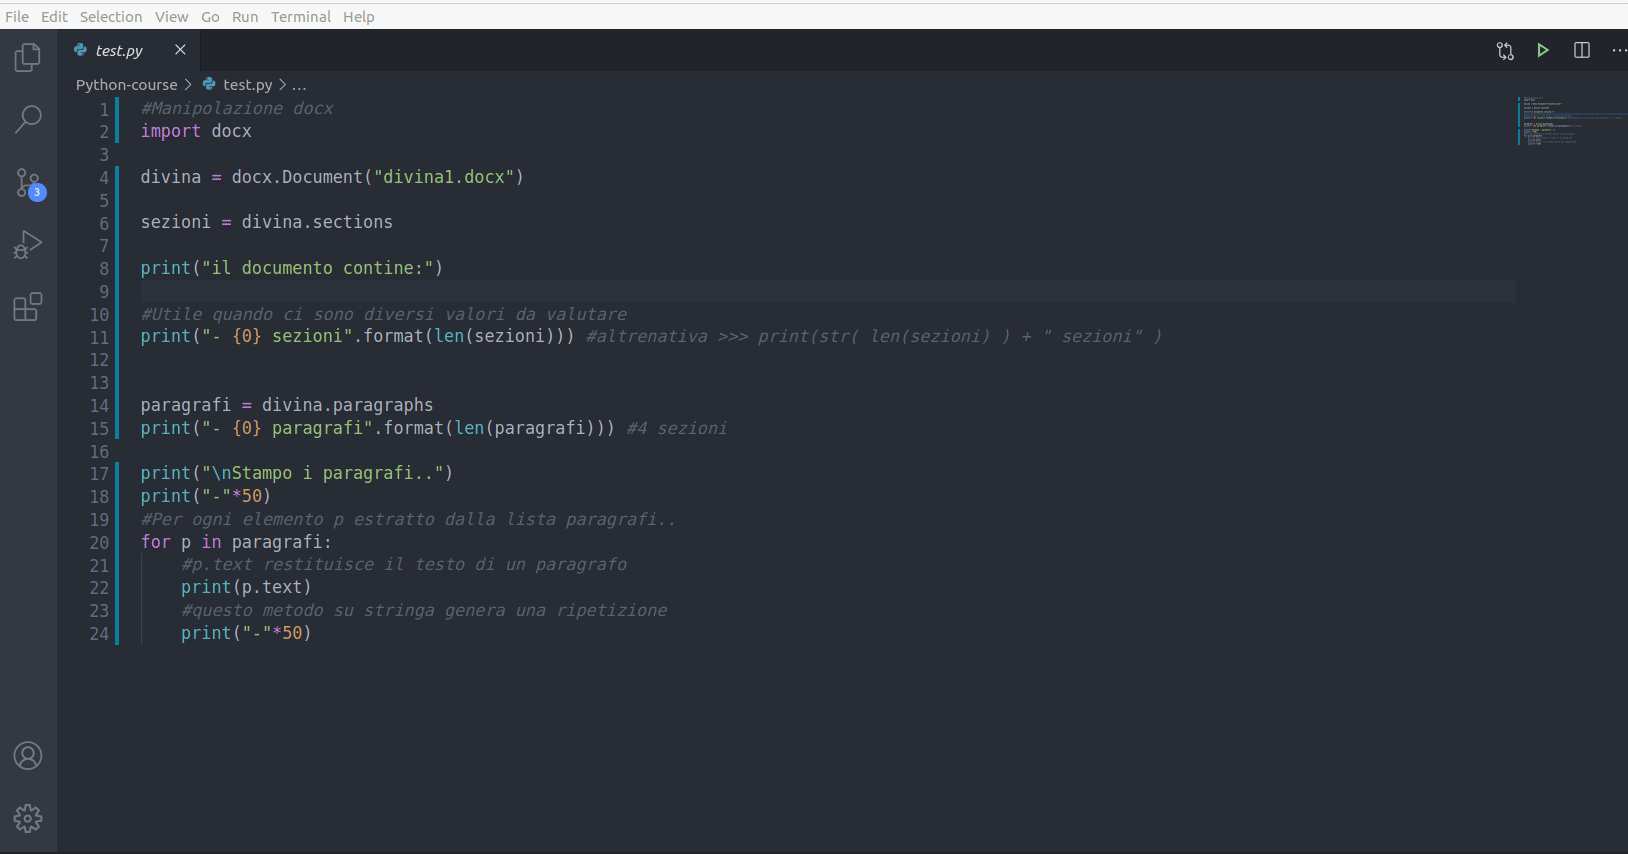 File Edit Selection View Go Run Terminal Help
test.py
Python-course > test.py > ...
1 #Manipolazione docx
2 import docx
3
4 divina = docx.Document("divina1.docx")
5
6 sezioni = divina.sections
7
8 print("il documento contine:")
9
10 #Utile quando ci sono diversi valori da valutare
11 print("- {0} sezioni".format(len(sezioni))) #altrenativa >>> print(str( len(sezioni) ) + " sezioni" )
12
13
14 paragrafi = divina.paragraphs
15 print("- {0} paragrafi".format(len(paragrafi))) #4 sezioni
16
17 print("\nStampo i paragrafi..")
18 print("-"*50)
19 #Per ogni elemento p estratto dalla lista paragrafi..
20 for p in paragrafi:
21 #p.text restituisce il testo di un paragrafo
22 print(p.text)
23 #questo metodo su stringa genera una ripetizione
24 print("-"*50)
3